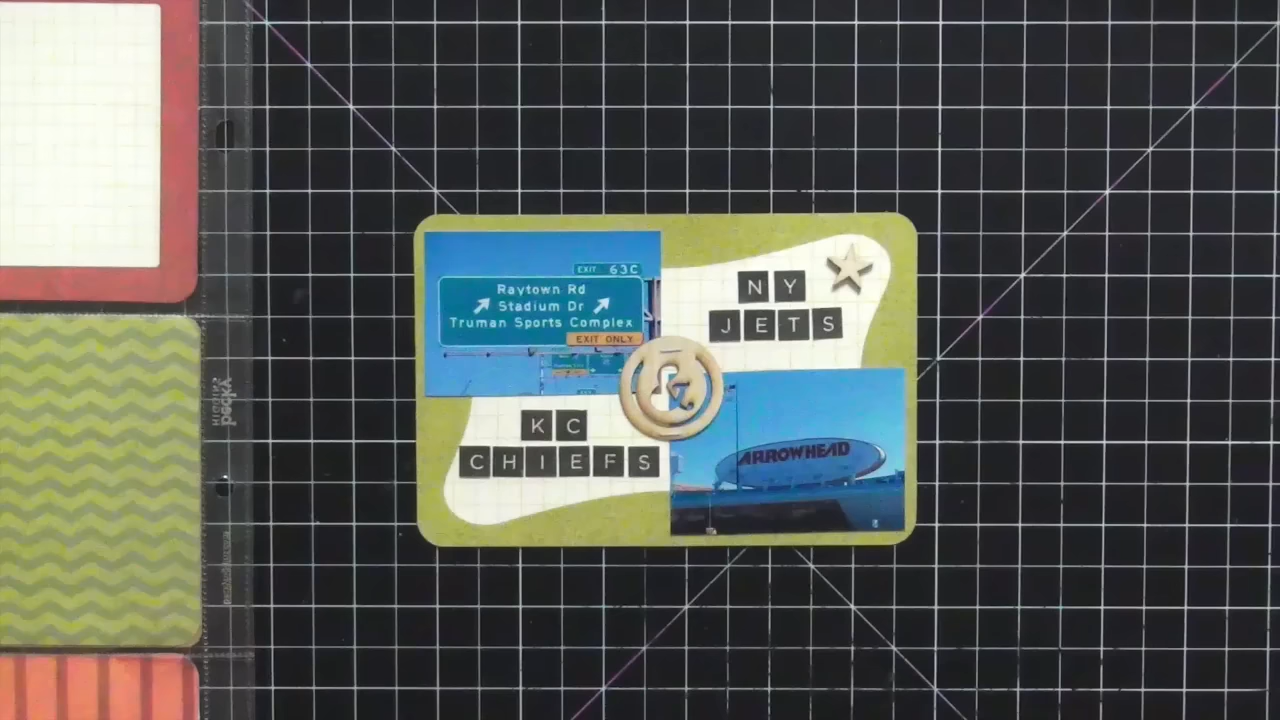 EXIT 63C
Raytown Rd
Stadium Dr
Truman Sports Complex
EXIT ONLY
NY
JETS
&
KC
CHIEFS
ARROWHEAD